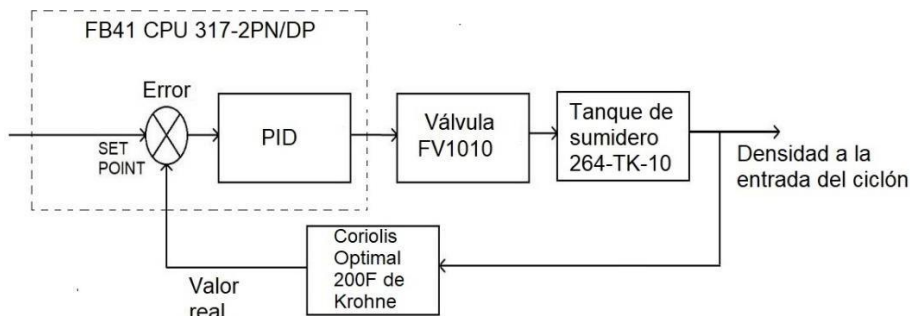 FB41 CPU 317-2PN/DP
Error
SET
POINT
PID
Válvula
FV1010
Tanque de
sumidero
264-TK-10
Densidad a la
entrada del ciclón
Coriolis
Optimal
200F de
Krohne
Valor
real